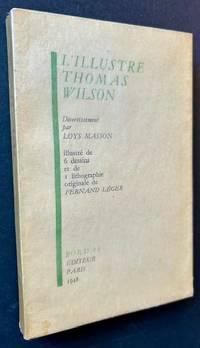 L'ILLUSTRE
THOMAS
WILSON
Divertissement
par
LOYS MASSON
illustré de
6 dessins
et de
1 lithographie
originale de
FERNAND LÉGER
BORDAS
EDITEUR
PARIS
1948